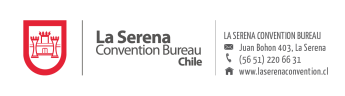 La Serena
Convention Bureau
Chile
LA SERENA CONVENTION BUREAU
Juan Bohon 403, La Serena
(56 51) 220 66 31
www.laserenaconvention.cl